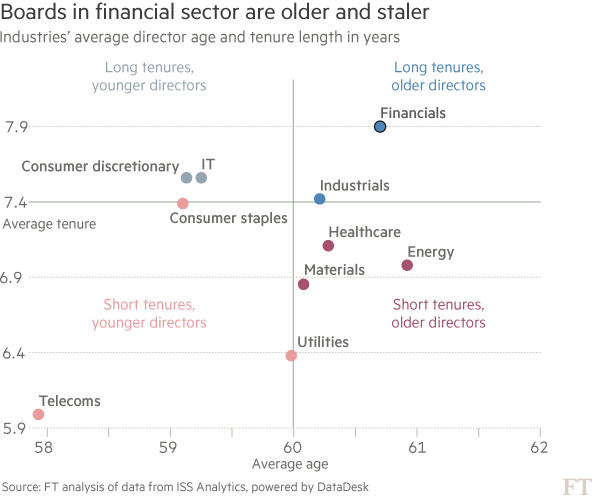 Boards in financial sector are older and staler
Industries' average director age and tenure length in years
Long tenures,
younger directors
Long tenures,
older directors
Financials
7.9
Consumer discretionary
IT
Industrials
7.4
Average tenure
Consumer staples
Healthcare
Energy
Materials
6.9
Short tenures,
younger directors
Short tenures,
older directors
Utilities
6.4
Telecoms
5.9
58 59 60 61 62
Average age
Source: FT analysis of data from ISS Analytics, powered by DataDesk
FT